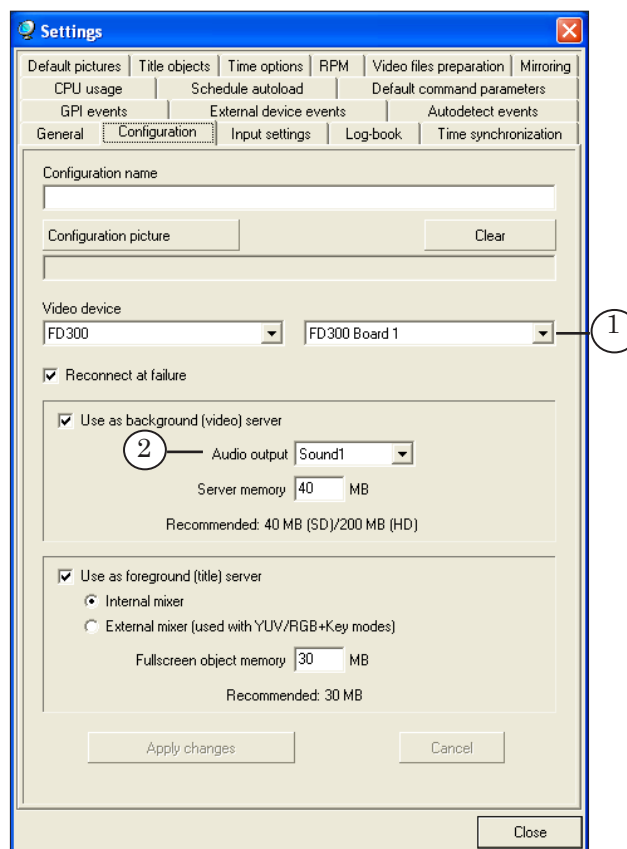 Settings
Default pictures Title objects Time options RPM Video files preparation Mirroring
CPU usage Schedule autoload Default command parameters
GPI events External device events Autodetect events
General Configuration Input settings Log-book Time synchronization
Configuration name
Configuration picture Clear
Video device
FD300 FD300 Board 1 1
Reconnect at failure
Use as background (video) server
2 Audio output Sound1
Server memory 40 MB
Recommended: 40 MB (SD)/200 MB (HD)
Use as foreground (title) server
Internal mixer
External mixer (used with YUV/RGB+Key modes)
Fullscreen object memory 30 MB
Recommended: 30 MB
Apply changes Cancel
Close